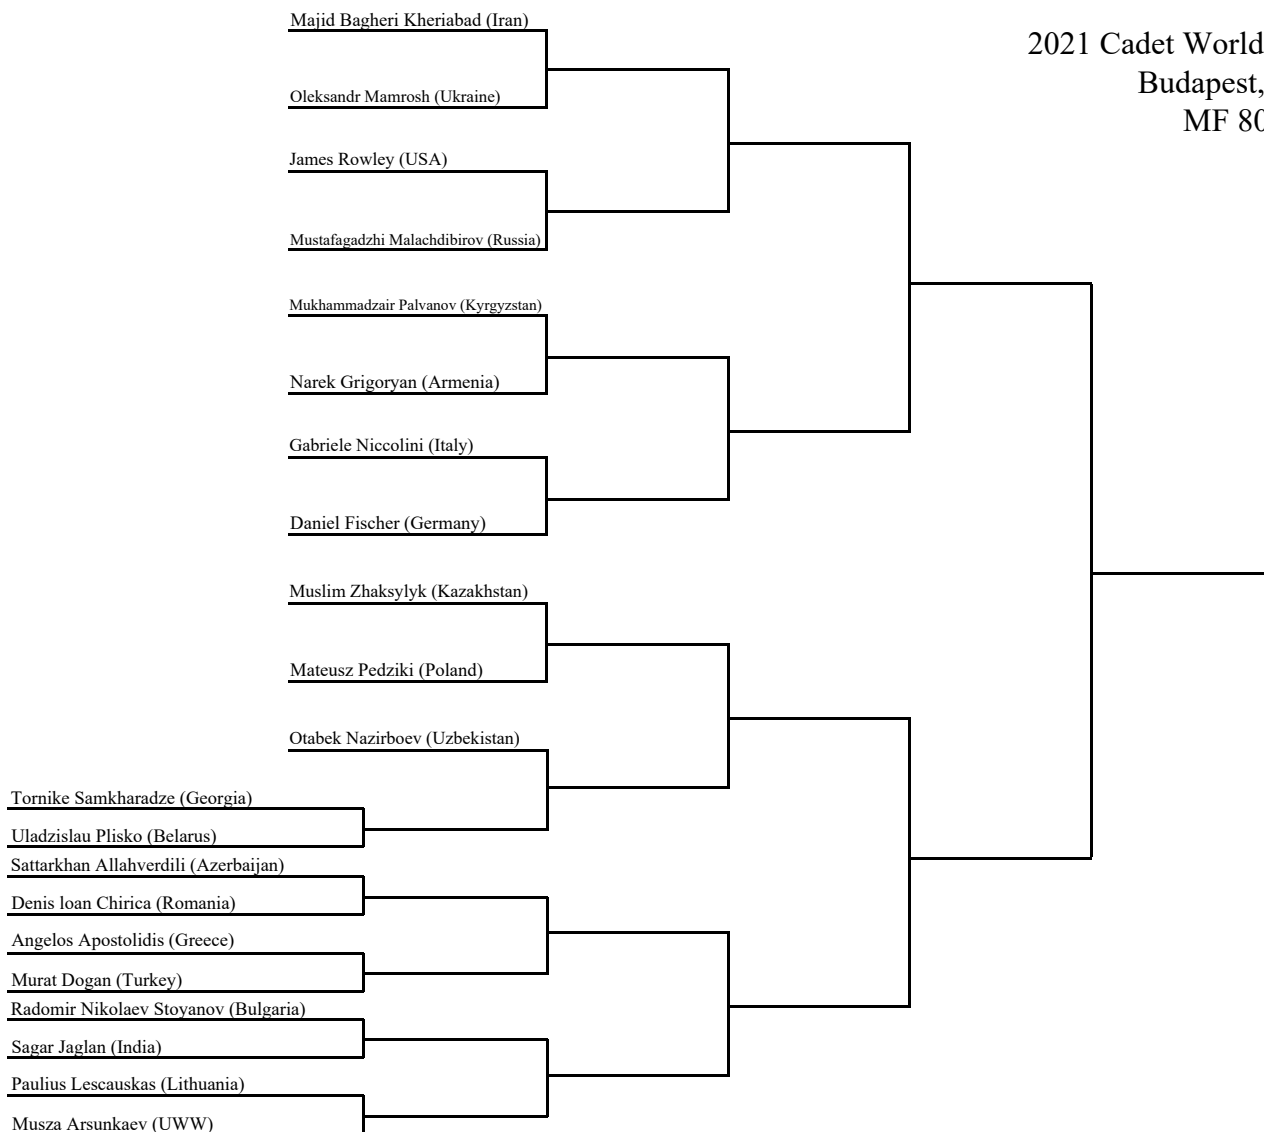 Majid Bagheri Kheriabad (Iran)
2021 Cadet World
Budapest,
Oleksandr Mamrosh (Ukraine)
MF 80
James Rowley (USA)
Mustafagadzhi Malachdibirov (Russia)
Mukhammadzair Palvanov (Kyrgyzstan)
Narek Grigoryan (Armenia)
Gabriele Niccolini (Italy)
Daniel Fischer (Germany)
Muslim Zhaksylyk (Kazakhstan)
Mateusz Pedziki (Poland)
Otabek Nazirboev (Uzbekistan)
Tornike Samkharadze (Georgia)
Uladzislau Plisko (Belarus)
Sattarkhan Allahverdili (Azerbaijan)
Denis loan Chirica (Romania)
Angelos Apostolidis (Greece)
Murat Dogan (Turkey)
Radomir Nikolaev Stoyanov (Bulgaria)
Sagar Jaglan (India)
Paulius Lescauskas (Lithuania)
Musza Arsunkaev (UWW)